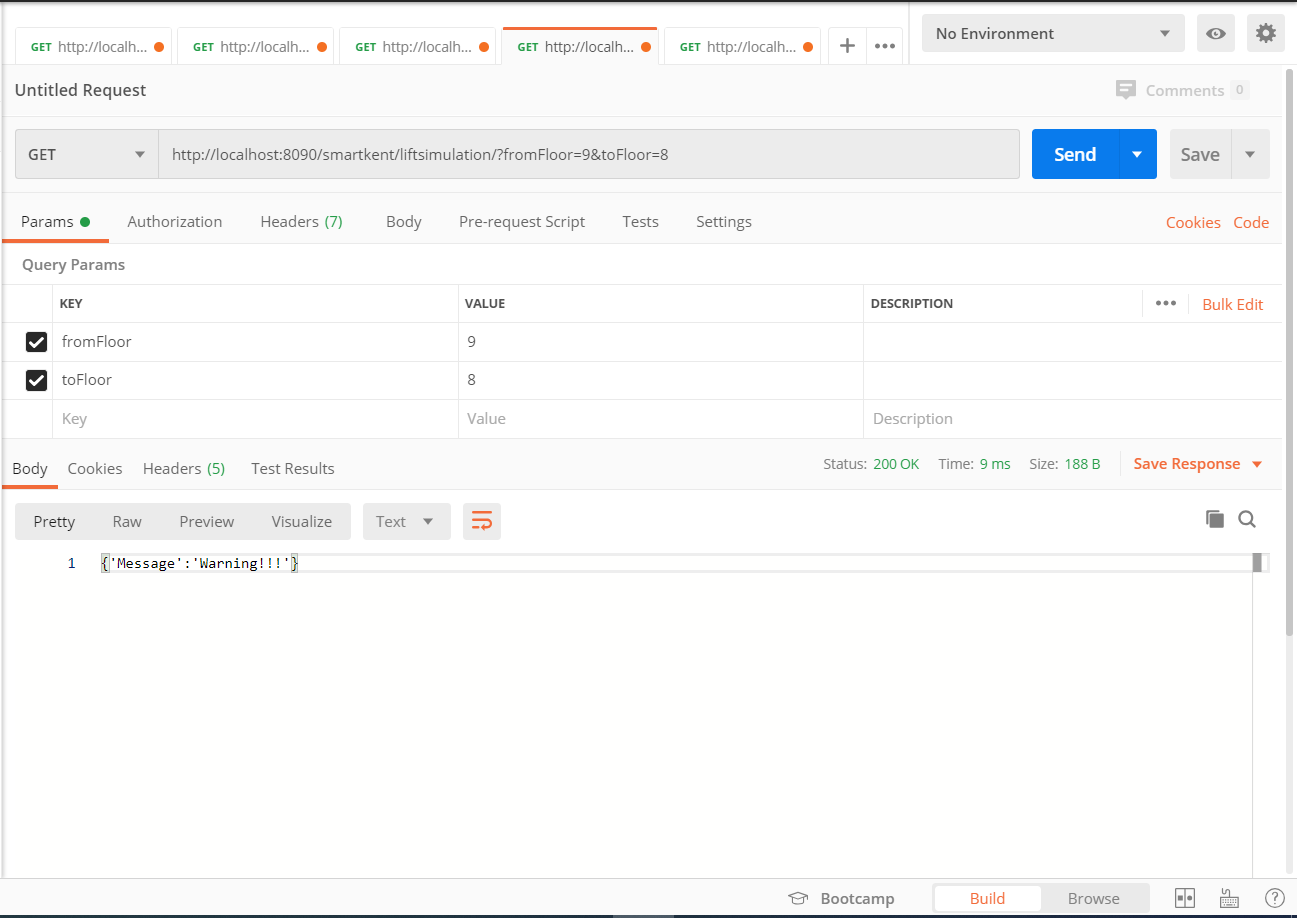 GET http://localh... GET http://localh... GET http://localh... GET http://localh... GET http://localh... + ••• No Environment
Untitled Request Comments 0
GET http://localhost:8090/smartkent/liftsimulation/?fromFloor=9&toFloor=8 Send Save
Params Authorization Headers (7) Body Pre-request Script Tests Settings Cookies Code
Query Params
KEY VALUE DESCRIPTION ••• Bulk Edit
fromFloor 9
toFloor 8
Key Value Description
Body Cookies Headers (5) Test Results Status: 200 OK Time: 9 ms Size: 188 B Save Response
Pretty Raw Preview Visualize Text
1 {'Message':'Warning!!!'}
Bootcamp Build Browse ?